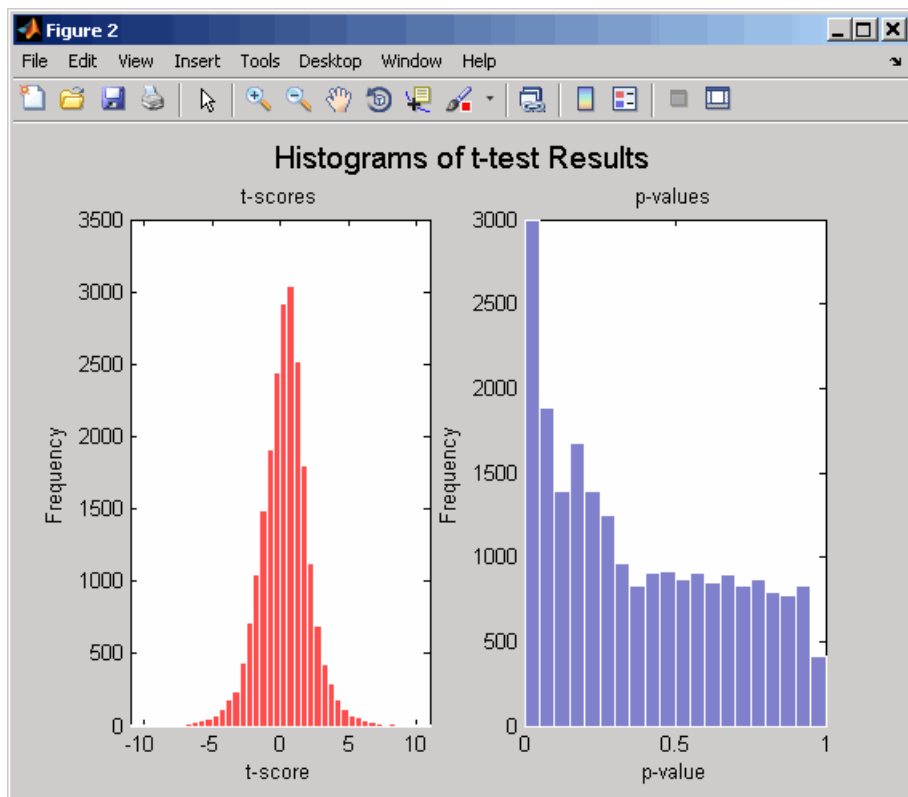 Figure 2
File Edit View Insert Tools Desktop Window Help
Histograms of t-test Results
t-scores
3500
3000
2500
2000
1500
1000
500
0
Frequency
-10 -5 0 5 10
t-score
p-values
3000
2500
2000
1500
1000
500
0
Frequency
0 0.5 1
p-value